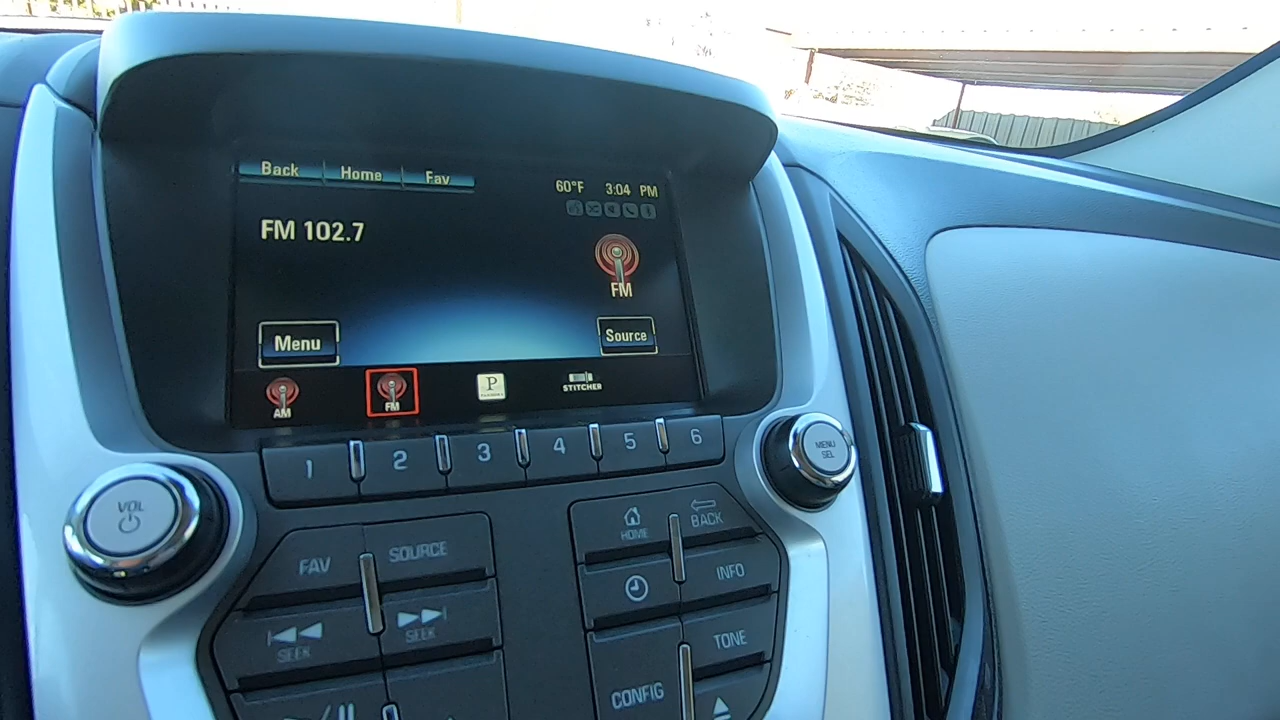 Back Home Fav
60°F 3:04 PM
FM 102.7
FM
Menu
Source
AM
FM
P
STITCHER
1 2 3 4 5 6
MENU
SEL
VOL
FAV
SOURCE
SEEK
SEEK
HOME
BACK
INFO
TONE
CONFIG